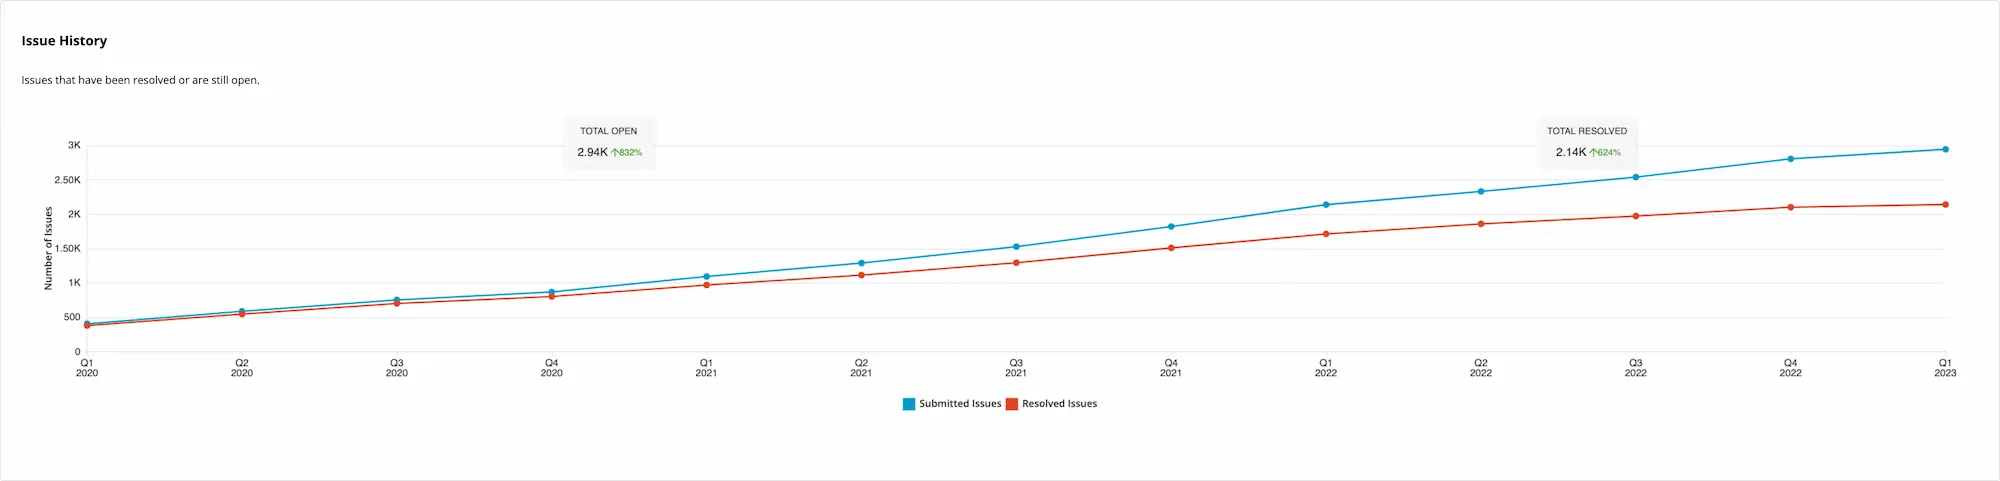 Issue History
Issues that have been resolved or are still open.
TOTAL OPEN
2.94K ↑832%
TOTAL RESOLVED
2.14K ↑624%
Number of Issues
3K
2.50K
2K
1.50K
1K
500
0
Q1 2020
Q2 2020
Q3 2020
Q4 2020
Q1 2021
Q2 2021
Q3 2021
Q4 2021
Q1 2022
Q2 2022
Q3 2022
Q4 2022
Q1 2023
Submitted Issues
Resolved Issues